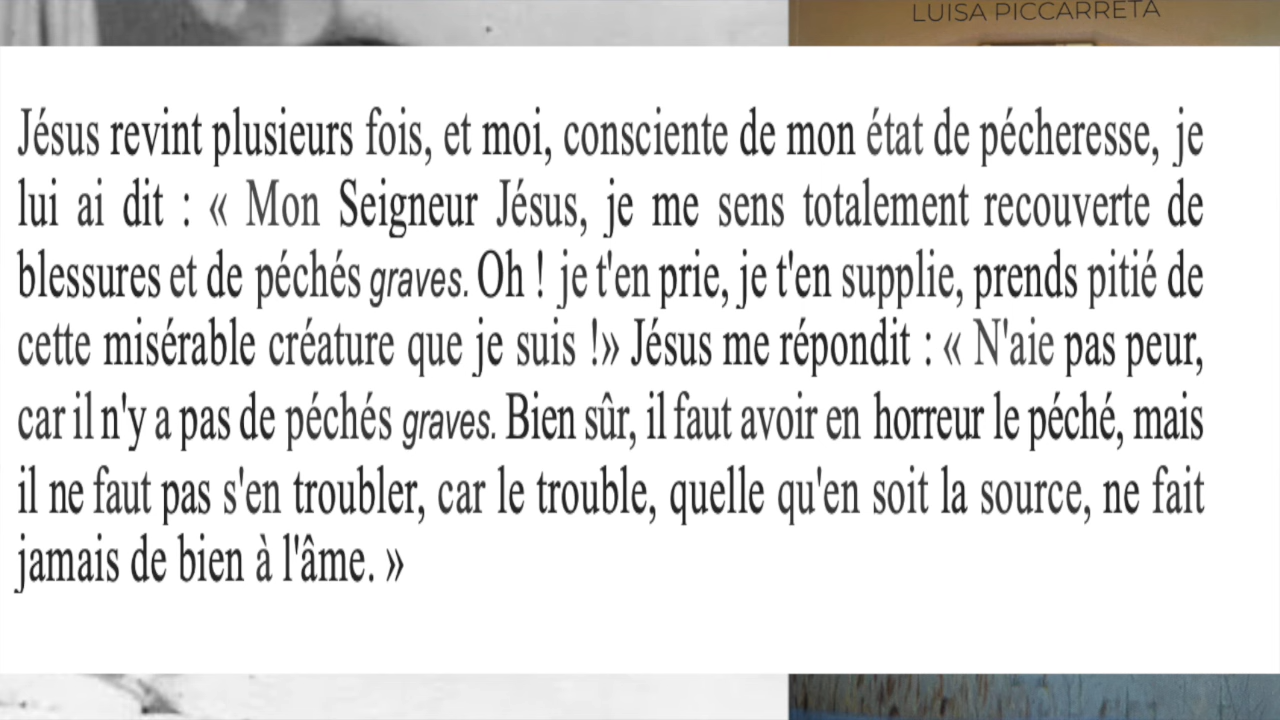 LUISA PICCARRETA
Jésus revint plusieurs fois, et moi, consciente de mon état de pécheresse, je
lui ai dit : « Mon Seigneur Jésus, je me sens totalement recouverte de
blessures et de péchés graves. Oh ! je t'en prie, je t'en supplie, prends pitié de
cette misérable créature que je suis !» Jésus me répondit : « N'aie pas peur,
car il n'y a pas de péchés graves. Bien sûr, il faut avoir en horreur le péché, mais
il ne faut pas s'en troubler, car le trouble, quelle qu'en soit la source, ne fait
jamais de bien à l'âme. »